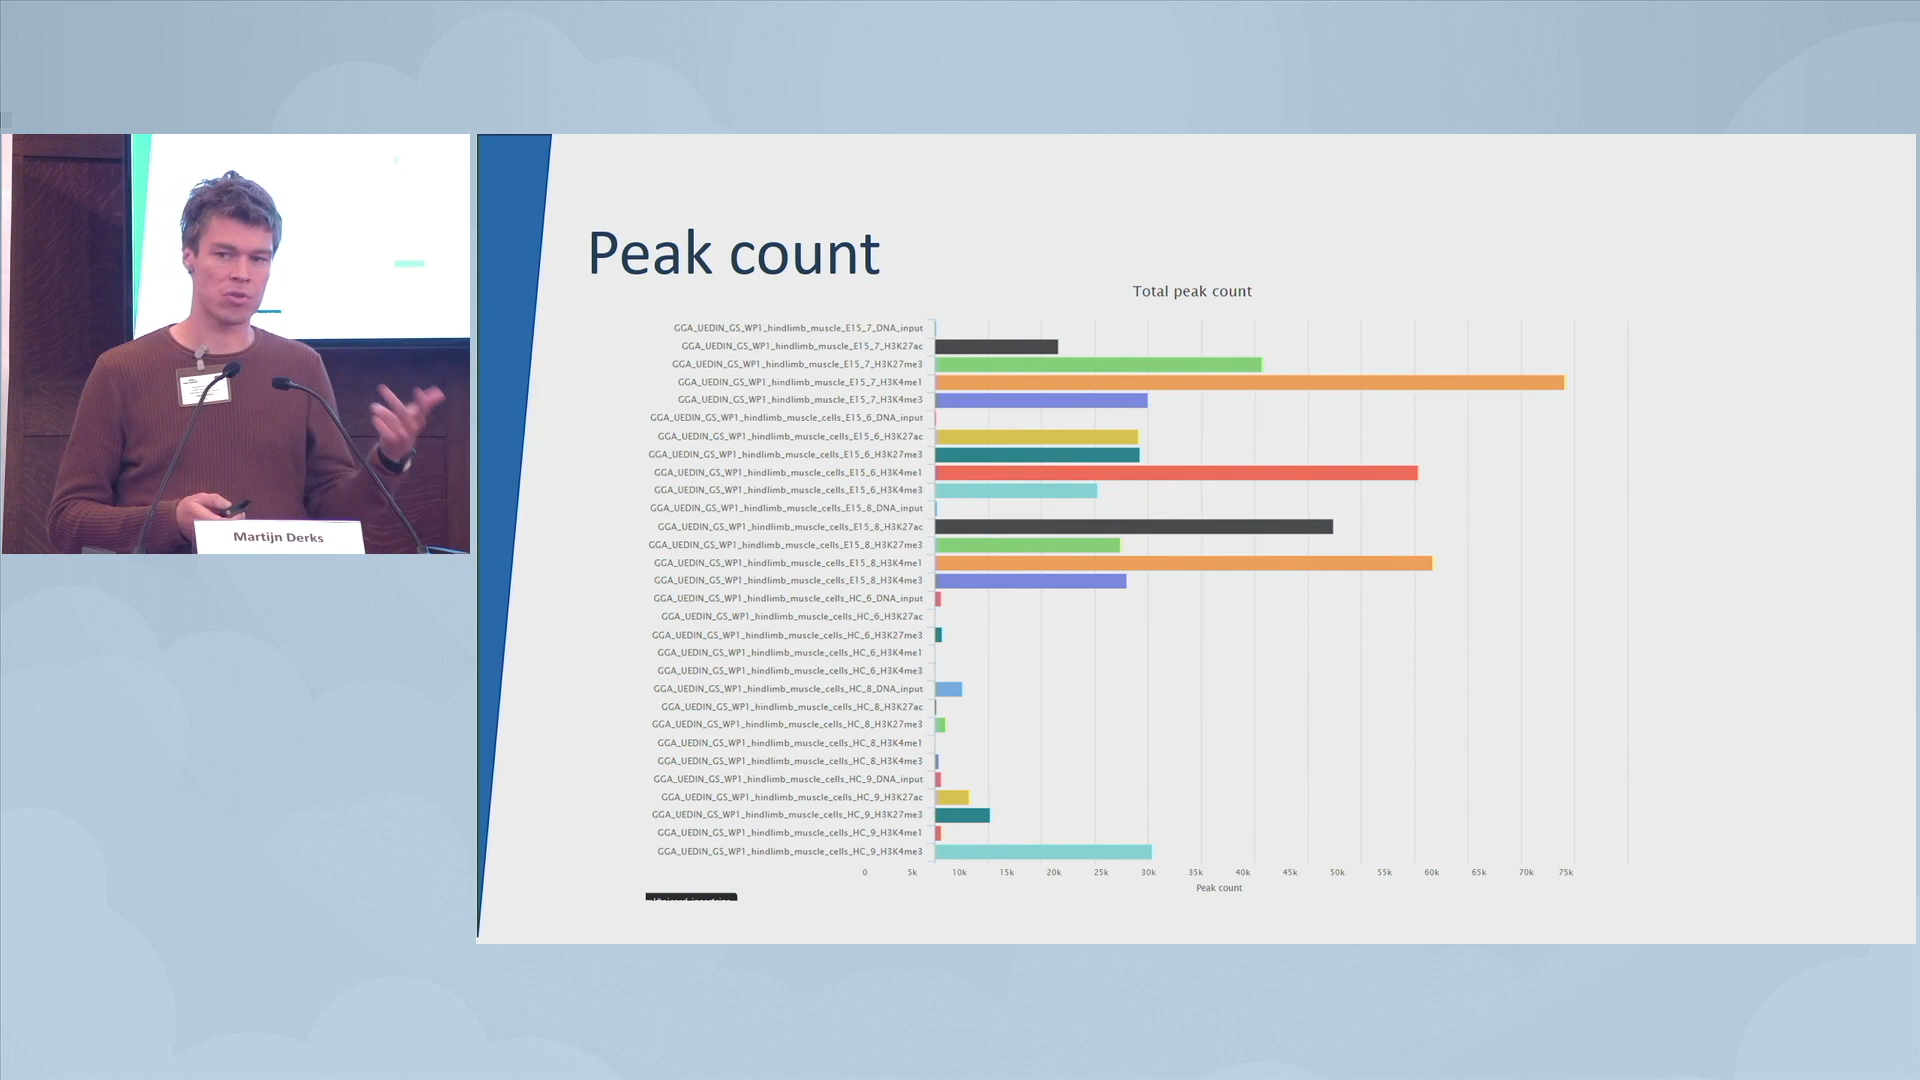 Martijn Derks
Peak count
Total peak count
GGA_UEDIN_GS_WP1_hindlimb_muscle_E15_7_DNA_input
GGA_UEDIN_GS_WP1_hindlimb_muscle_E15_7_H3K27ac
GGA_UEDIN_GS_WP1_hindlimb_muscle_E15_7_H3K27me3
GGA_UEDIN_GS_WP1_hindlimb_muscle_E15_7_H3K4me1
GGA_UEDIN_GS_WP1_hindlimb_muscle_E15_7_H3K4me3
GGA_UEDIN_GS_WP1_hindlimb_muscle_cells_E15_6_DNA_input
GGA_UEDIN_GS_WP1_hindlimb_muscle_cells_E15_6_H3K27ac
GGA_UEDIN_GS_WP1_hindlimb_muscle_cells_E15_6_H3K27me3
GGA_UEDIN_GS_WP1_hindlimb_muscle_cells_E15_6_H3K4me1
GGA_UEDIN_GS_WP1_hindlimb_muscle_cells_E15_6_H3K4me3
GGA_UEDIN_GS_WP1_hindlimb_muscle_cells_E15_8_DNA_input
GGA_UEDIN_GS_WP1_hindlimb_muscle_cells_E15_8_H3K27ac
GGA_UEDIN_GS_WP1_hindlimb_muscle_cells_E15_8_H3K27me3
GGA_UEDIN_GS_WP1_hindlimb_muscle_cells_E15_8_H3K4me1
GGA_UEDIN_GS_WP1_hindlimb_muscle_cells_E15_8_H3K4me3
GGA_UEDIN_GS_WP1_hindlimb_muscle_cells_HC_6_DNA_input
GGA_UEDIN_GS_WP1_hindlimb_muscle_cells_HC_6_H3K27ac
GGA_UEDIN_GS_WP1_hindlimb_muscle_cells_HC_6_H3K27me3
GGA_UEDIN_GS_WP1_hindlimb_muscle_cells_HC_6_H3K4me1
GGA_UEDIN_GS_WP1_hindlimb_muscle_cells_HC_6_H3K4me3
GGA_UEDIN_GS_WP1_hindlimb_muscle_cells_HC_8_DNA_input
GGA_UEDIN_GS_WP1_hindlimb_muscle_cells_HC_8_H3K27ac
GGA_UEDIN_GS_WP1_hindlimb_muscle_cells_HC_8_H3K27me3
GGA_UEDIN_GS_WP1_hindlimb_muscle_cells_HC_8_H3K4me1
GGA_UEDIN_GS_WP1_hindlimb_muscle_cells_HC_8_H3K4me3
GGA_UEDIN_GS_WP1_hindlimb_muscle_cells_HC_9_DNA_input
GGA_UEDIN_GS_WP1_hindlimb_muscle_cells_HC_9_H3K27ac
GGA_UEDIN_GS_WP1_hindlimb_muscle_cells_HC_9_H3K27me3
GGA_UEDIN_GS_WP1_hindlimb_muscle_cells_HC_9_H3K4me1
GGA_UEDIN_GS_WP1_hindlimb_muscle_cells_HC_9_H3K4me3
0 5k 10k 15k 20k 25k 30k 35k 40k 45k 50k 55k 60k 65k 70k 75k
Peak count